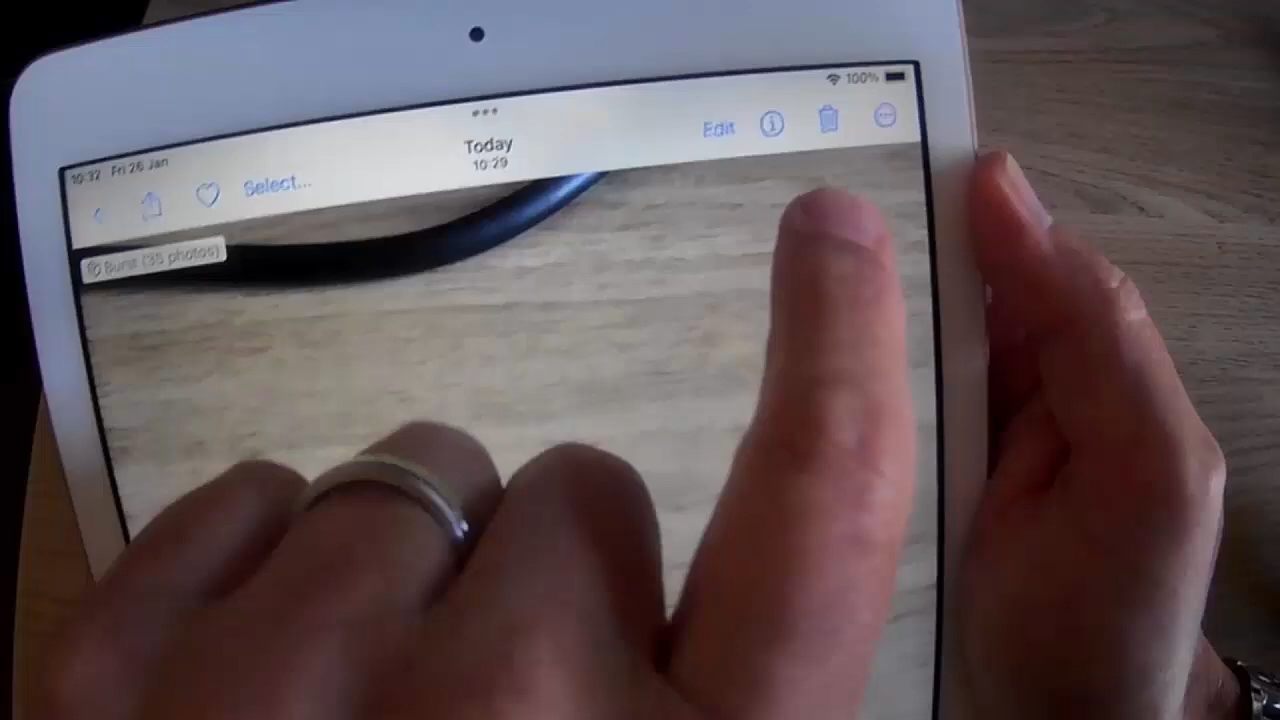 10:32 Fri 26 Jan
100%
Today
10:29
Edit
Select...
Burst (35 photos)